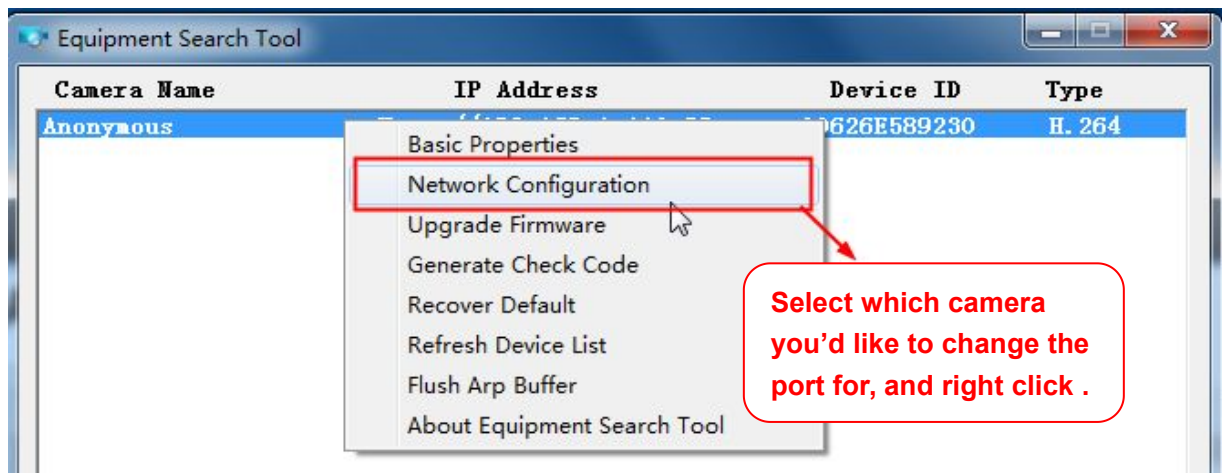 Equipment Search Tool
Camera Name IP Address Device ID Type
Anonymous H.264
Basic Properties
Network Configuration
Upgrade Firmware
Generate Check Code
Recover Default
Refresh Device List
Flush Arp Buffer
About Equipment Search Tool
Select which camera
you’d like to change the
port for, and right click .